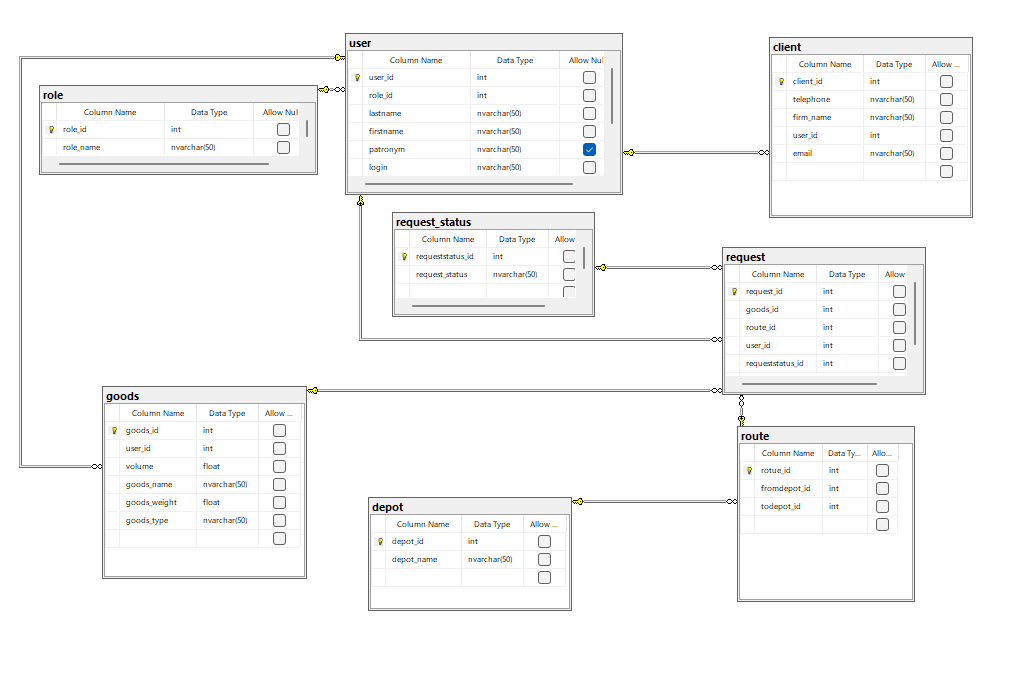 user
Column Name Data Type Allow Nul
user_id int
role_id int
lastname nvarchar(50)
firstname nvarchar(50)
patronym nvarchar(50)
login nvarchar(50)
client
Column Name Data Type Allow ...
client_id int
telephone nvarchar(50)
firm_name nvarchar(50)
user_id int
email nvarchar(50)
role
Column Name Data Type Allow Nul
role_id int
role_name nvarchar(50)
request_status
Column Name Data Type Allow
requeststatus_id int
request_status nvarchar(50)
request
Column Name Data Type Allow
request_id int
goods_id int
route_id int
user_id int
requeststatus_id int
goods
Column Name Data Type Allow ...
goods_id int
user_id int
volume float
goods_name nvarchar(50)
goods_weight float
goods_type nvarchar(50)
route
Column Name Data Ty... Allo...
rotue_id int
fromdepot_id int
todepot_id int
depot
Column Name Data Type Allow ...
depot_id int
depot_name nvarchar(50)